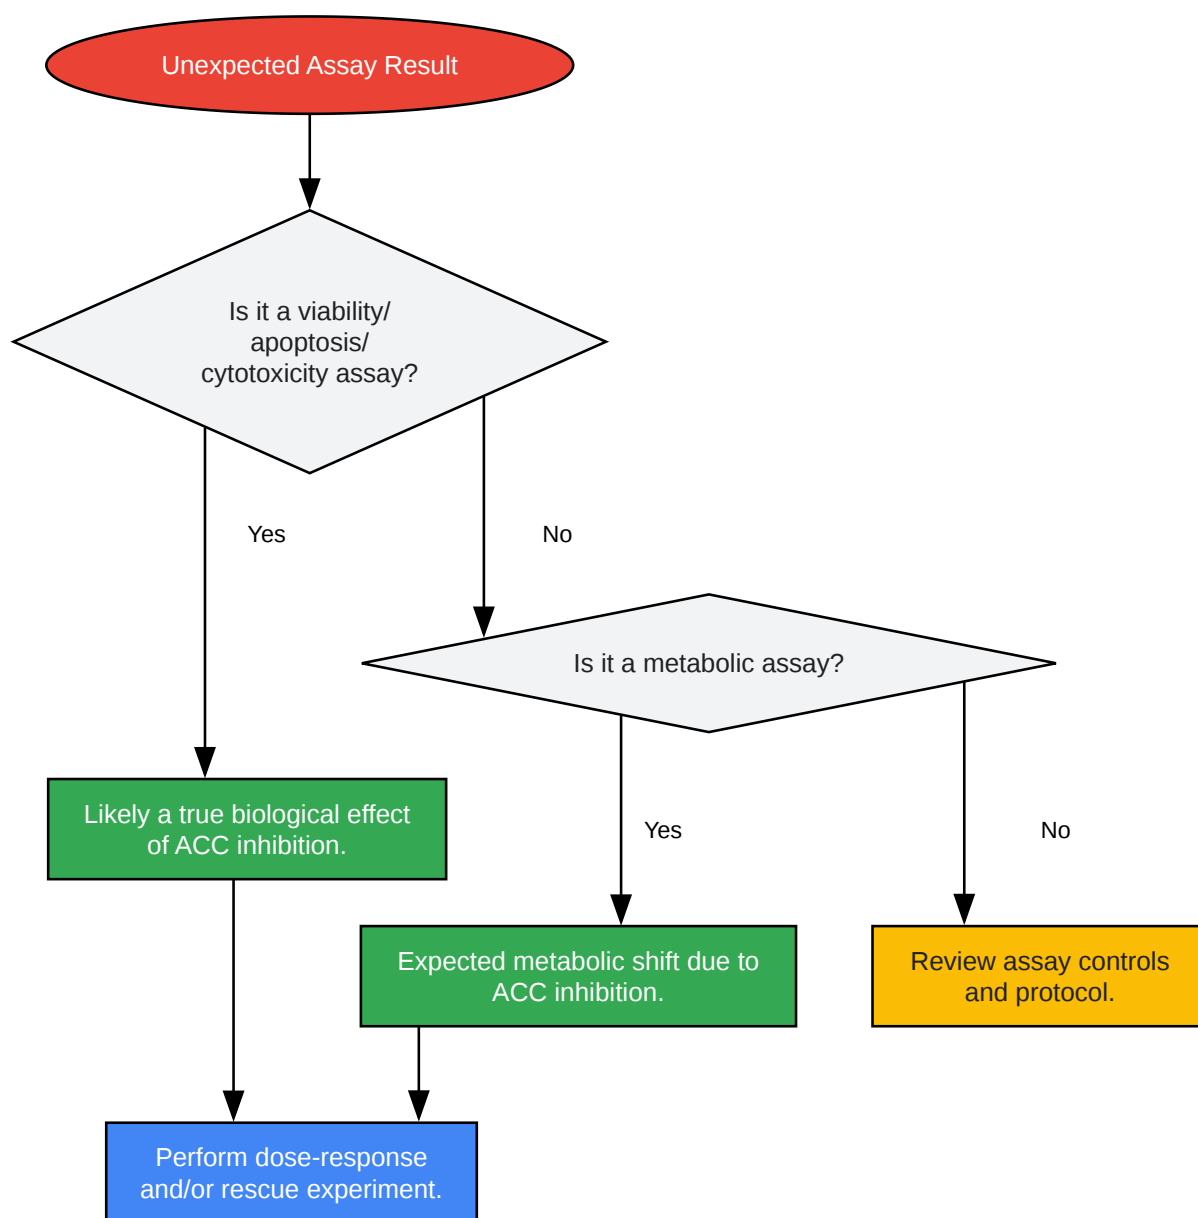 Unexpected Assay Result
Is it a viability/
apoptosis/
cytotoxicity assay?
Yes
No
Is it a metabolic assay?
Likely a true biological effect
of ACC inhibition.
Yes
No
Expected metabolic shift due to
ACC inhibition.
Review assay controls
and protocol.
Perform dose-response
and/or rescue experiment.